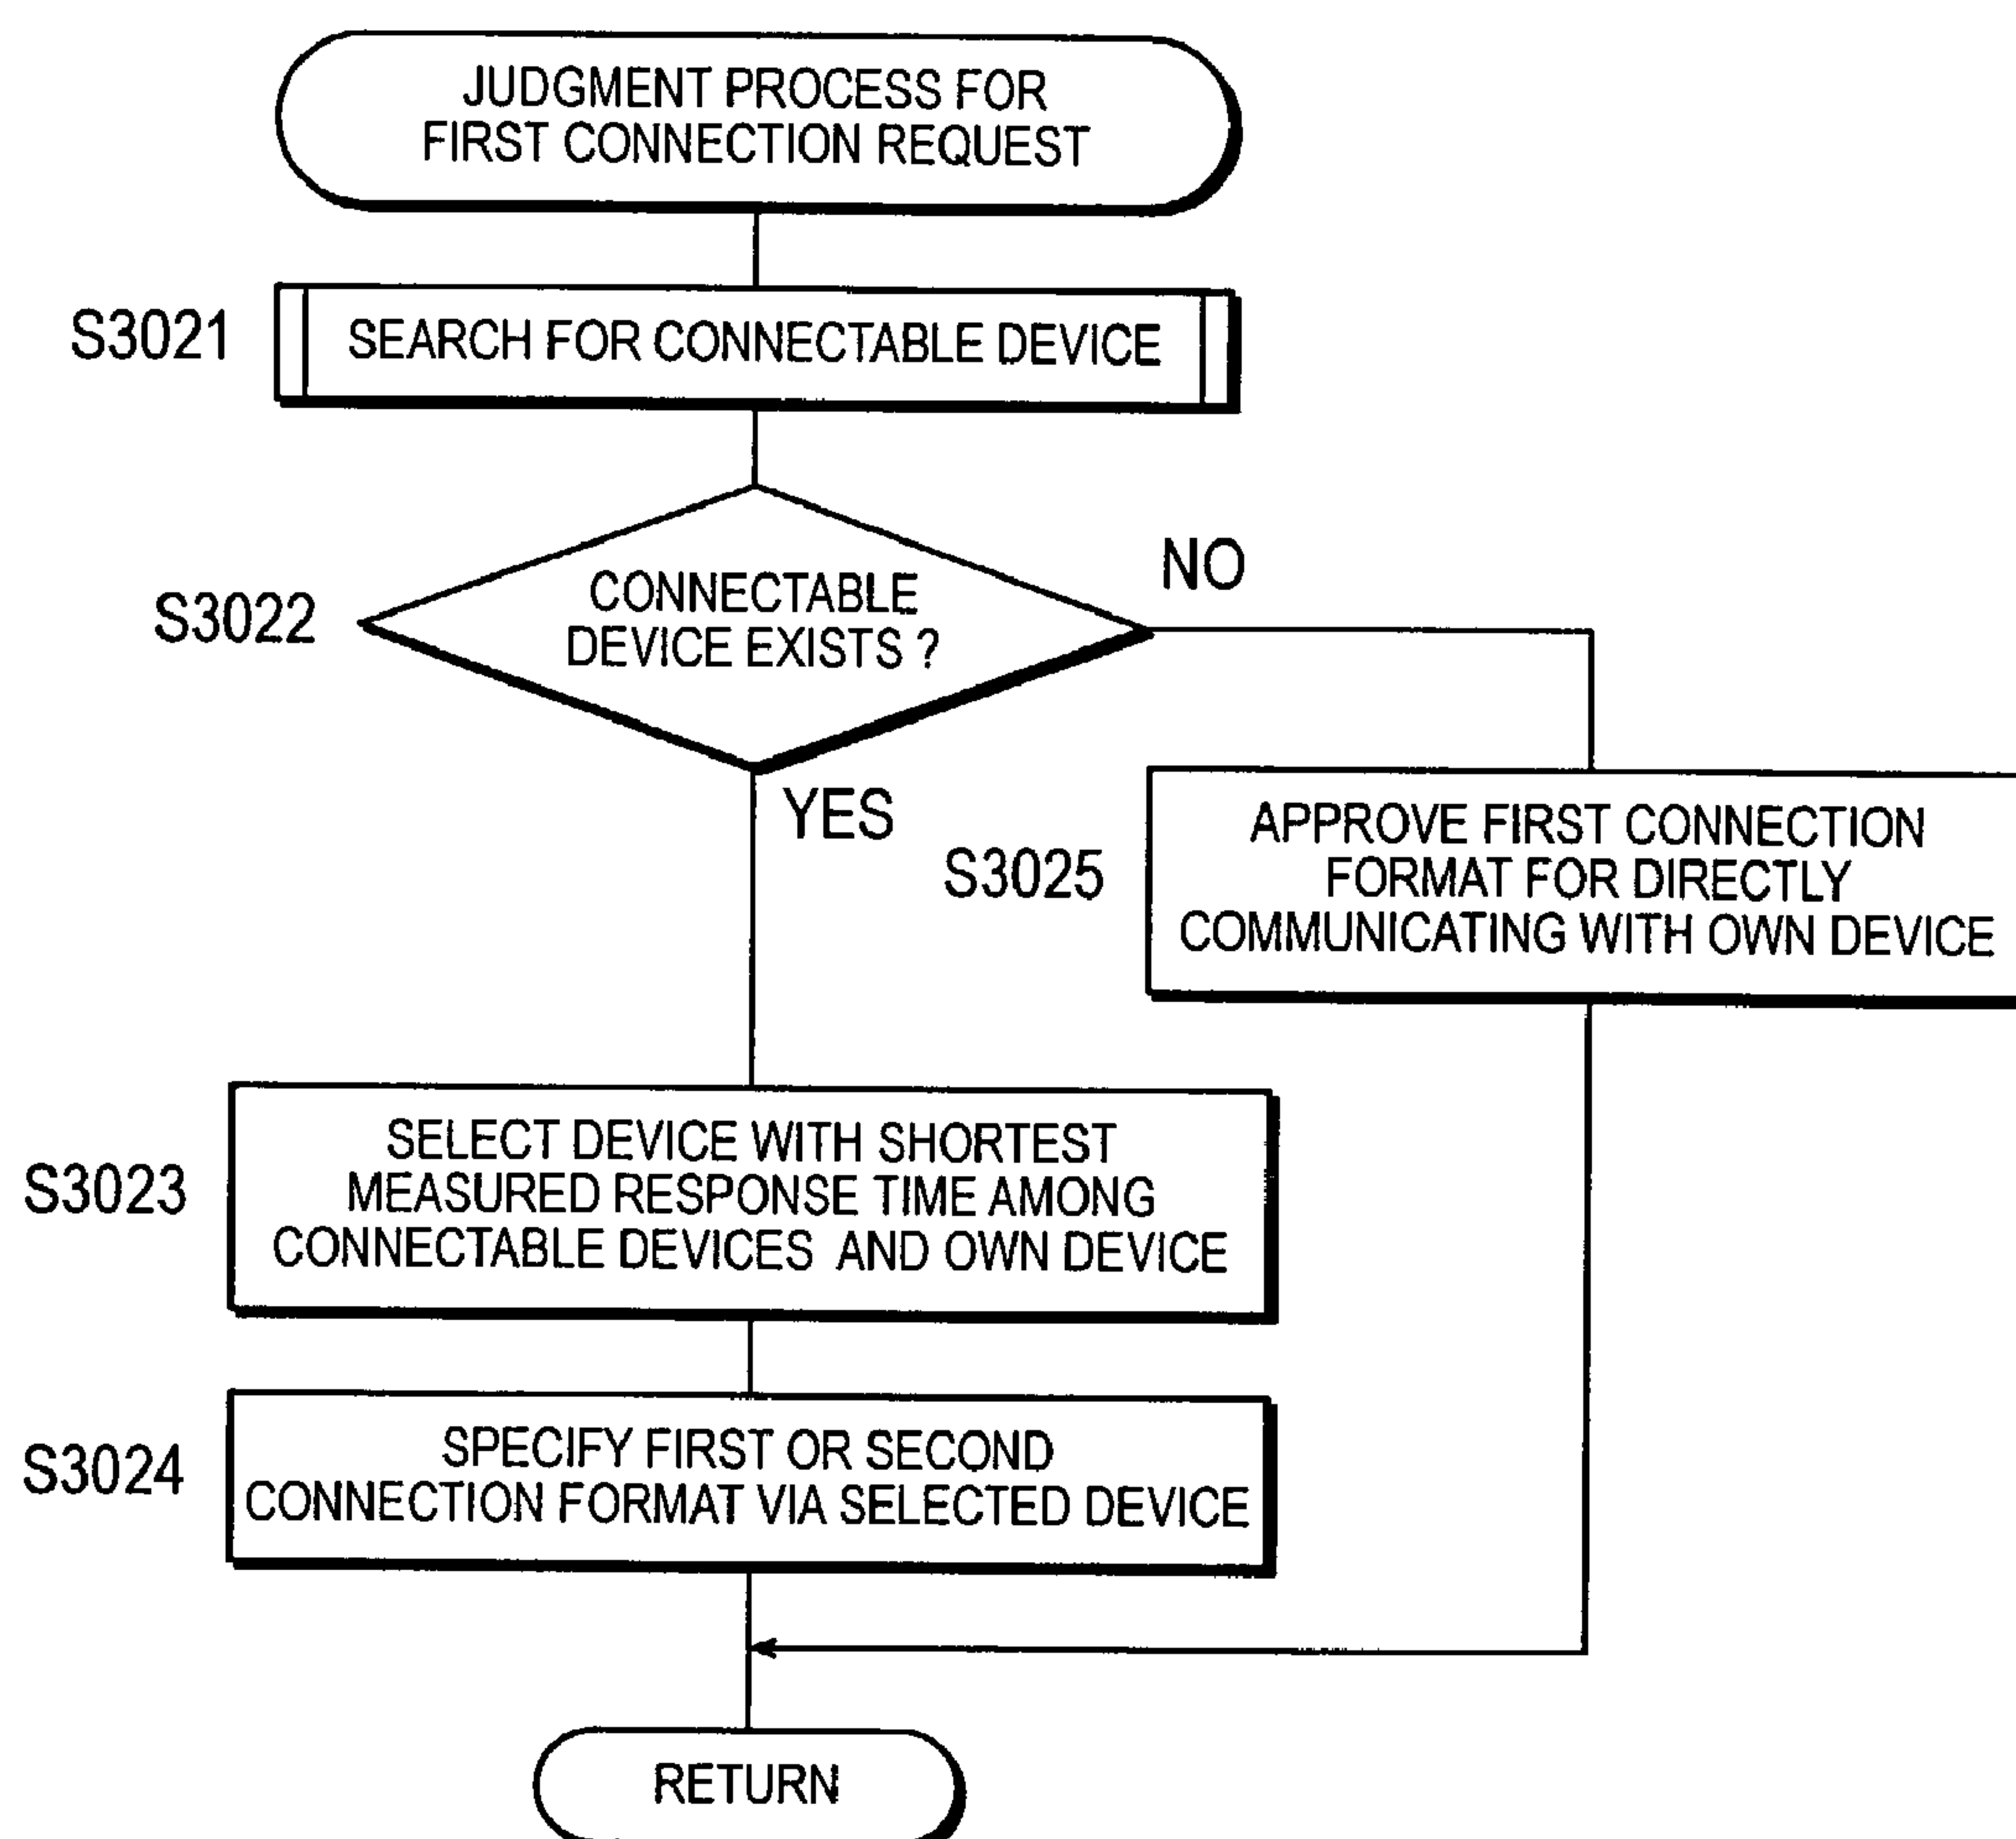 JUDGMENT PROCESS FOR
FIRST CONNECTION REQUEST
S3021
SEARCH FOR CONNECTABLE DEVICE
S3022
CONNECTABLE
DEVICE EXISTS ?
NO
YES
S3025
APPROVE FIRST CONNECTION
FORMAT FOR DIRECTLY
COMMUNICATING WITH OWN DEVICE
S3023
SELECT DEVICE WITH SHORTEST
MEASURED RESPONSE TIME AMONG
CONNECTABLE DEVICES AND OWN DEVICE
S3024
SPECIFY FIRST OR SECOND
CONNECTION FORMAT VIA SELECTED DEVICE
RETURN